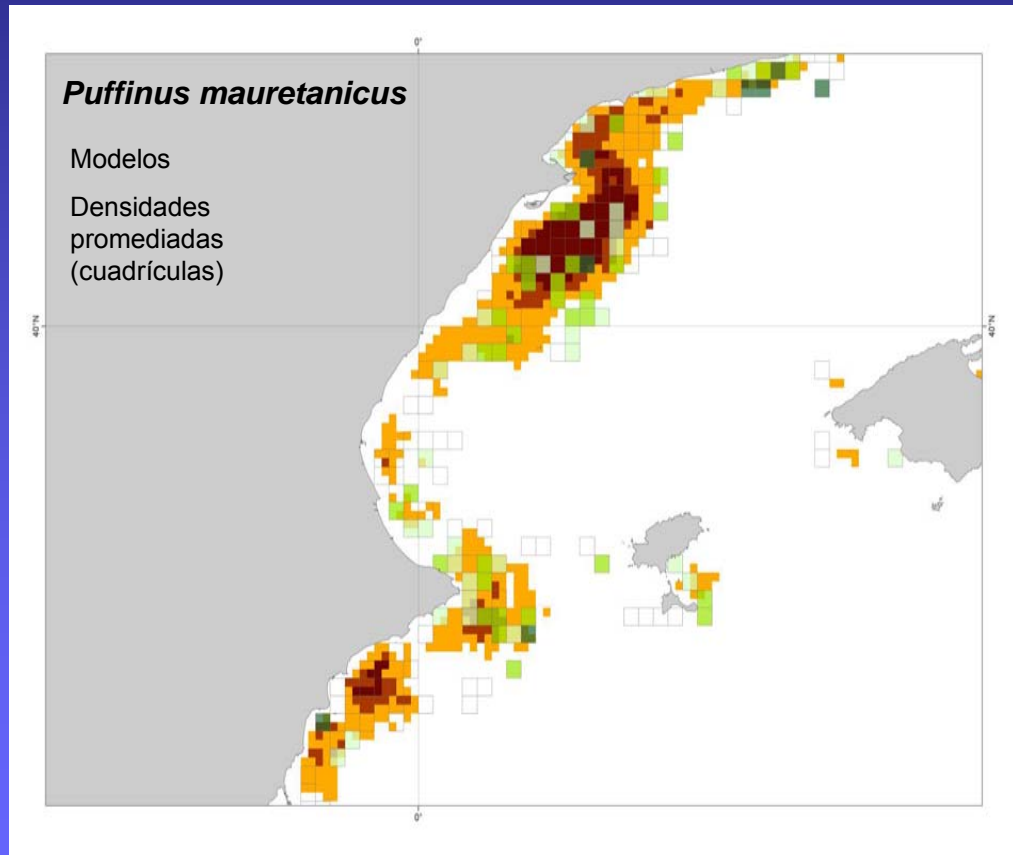 0°
Puffinus mauretanicus
Modelos
Densidades
promediadas
(cuadrículas)
40°N
40°N
0°